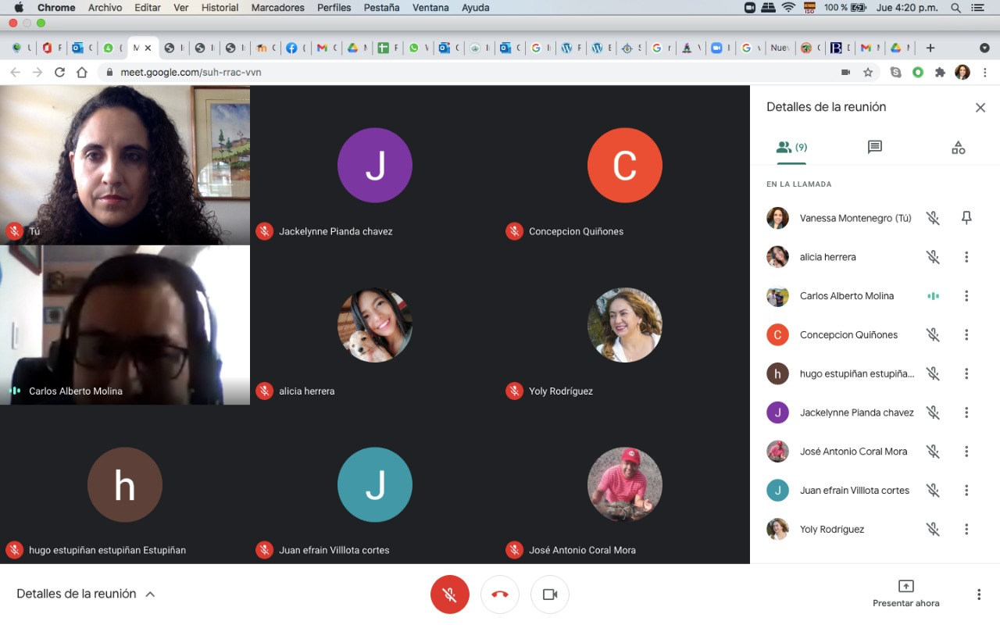 Chrome Archivo Editar Ver Historial Marcadores Perfiles Pestaña Ventana Ayuda ISO 100 % Jue 4:20 p.m.
meet.google.com/suh-rrac-vvn
Detalles de la reunión
(9)
EN LA LLAMADA
Vanessa Montenegro (Tú)
alicia herrera
Carlos Alberto Molina
C Concepcion Quiñones
h hugo estupiñan estupiña...
J Jackelynne Pianda chavez
José Antonio Coral Mora
J Juan efrain Villlota cortes
Yoly Rodríguez
Tú
J
Jackelynne Pianda chavez
C
Concepcion Quiñones
Carlos Alberto Molina
alicia herrera
Yoly Rodríguez
h
hugo estupiñan estupiñan Estupiñan
J
Juan efrain Villlota cortes
José Antonio Coral Mora
Detalles de la reunión
Presentar ahora